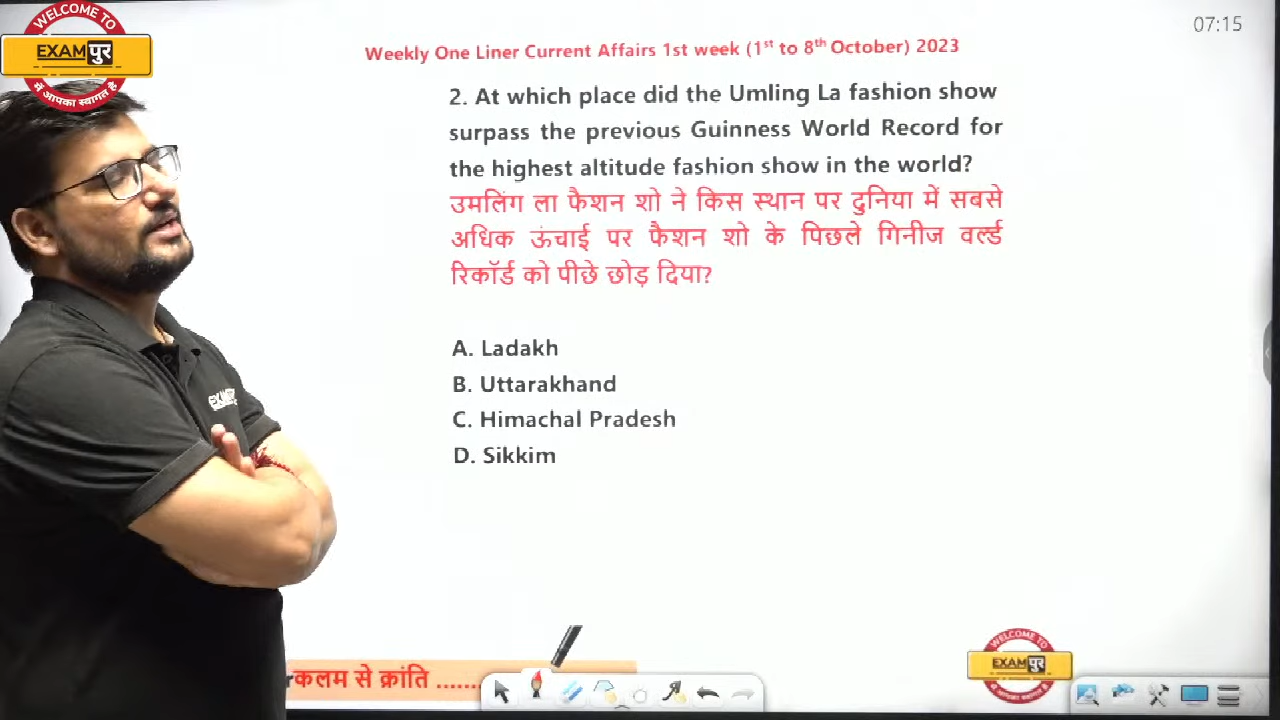 WELCOME TO
EXAMपुर
में आपका स्वागत है
07:15
Weekly One Liner Current Affairs 1st week (1st to 8th October) 2023
2. At which place did the Umling La fashion show
surpass the previous Guinness World Record for
the highest altitude fashion show in the world?
उमलिंग ला फैशन शो ने किस स्थान पर दुनिया में सबसे
अधिक ऊंचाई पर फैशन शो के पिछले गिनीज वर्ल्ड
रिकॉर्ड को पीछे छोड़ दिया?
A. Ladakh
B. Uttarakhand
C. Himachal Pradesh
D. Sikkim
कलम से क्रांति .......
WELCOME TO
EXAMपुर
में आपका स्वागत है